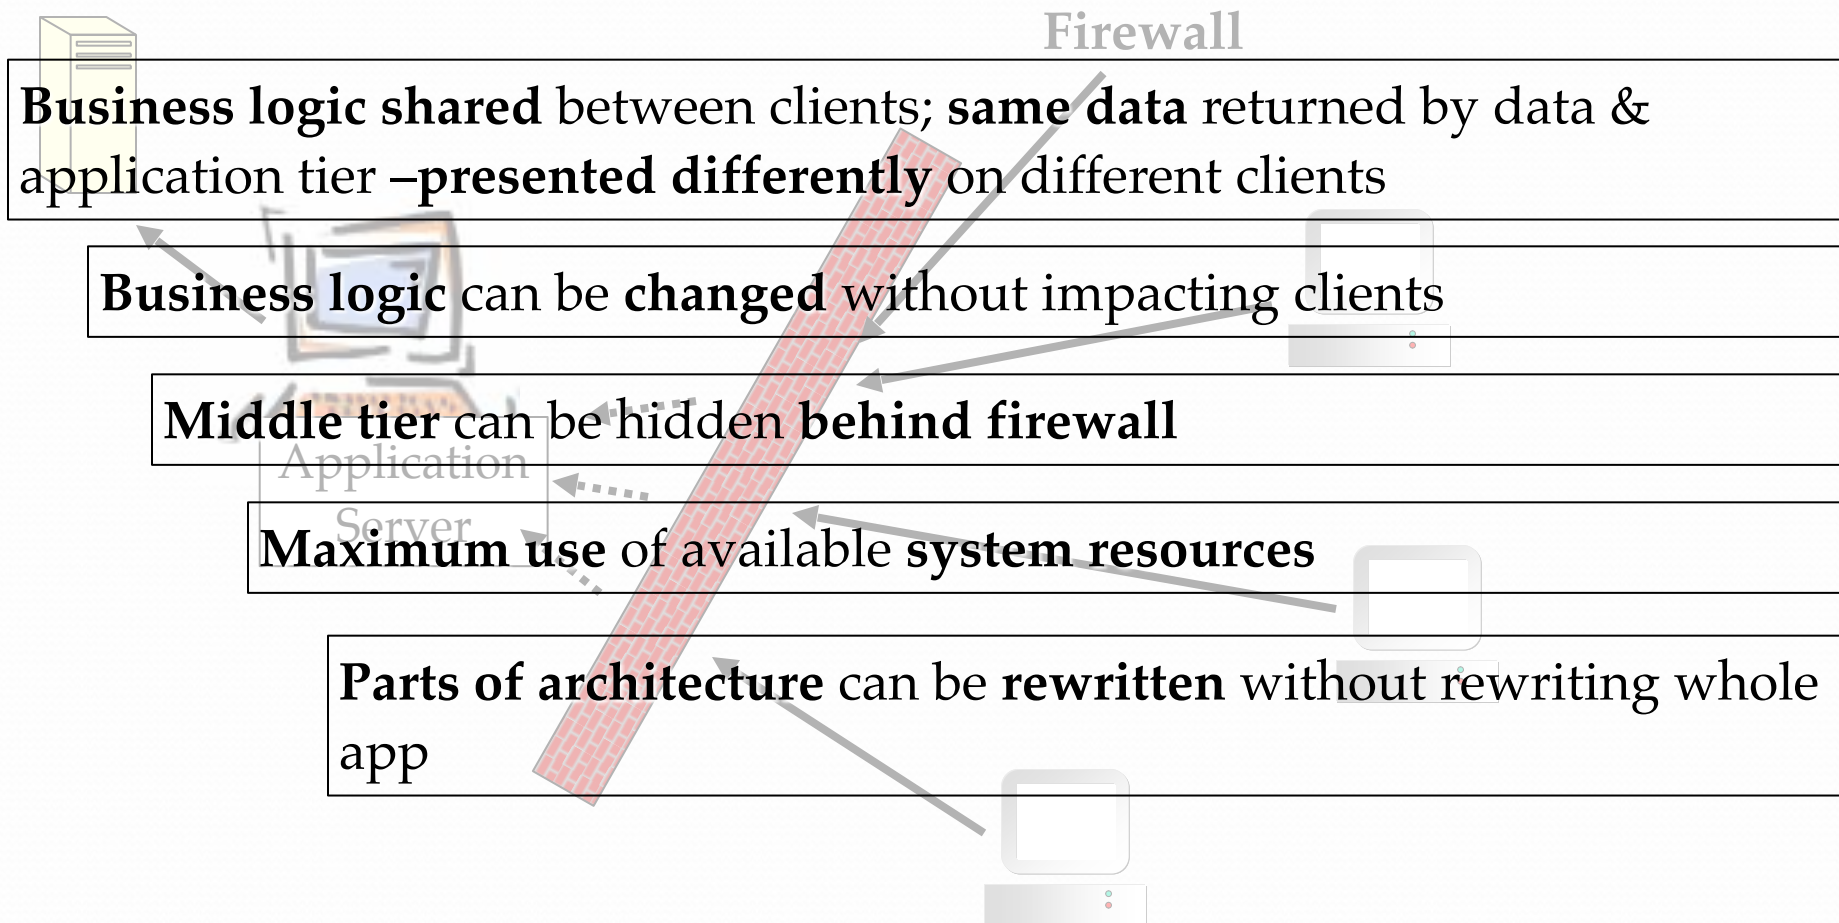 Firewall
Business logic shared between clients; same data returned by data &
application tier –presented differently on different clients
Business logic can be changed without impacting clients
Middle tier can be hidden behind firewall
Application
Server
Maximum use of available system resources
Parts of architecture can be rewritten without rewriting whole
app